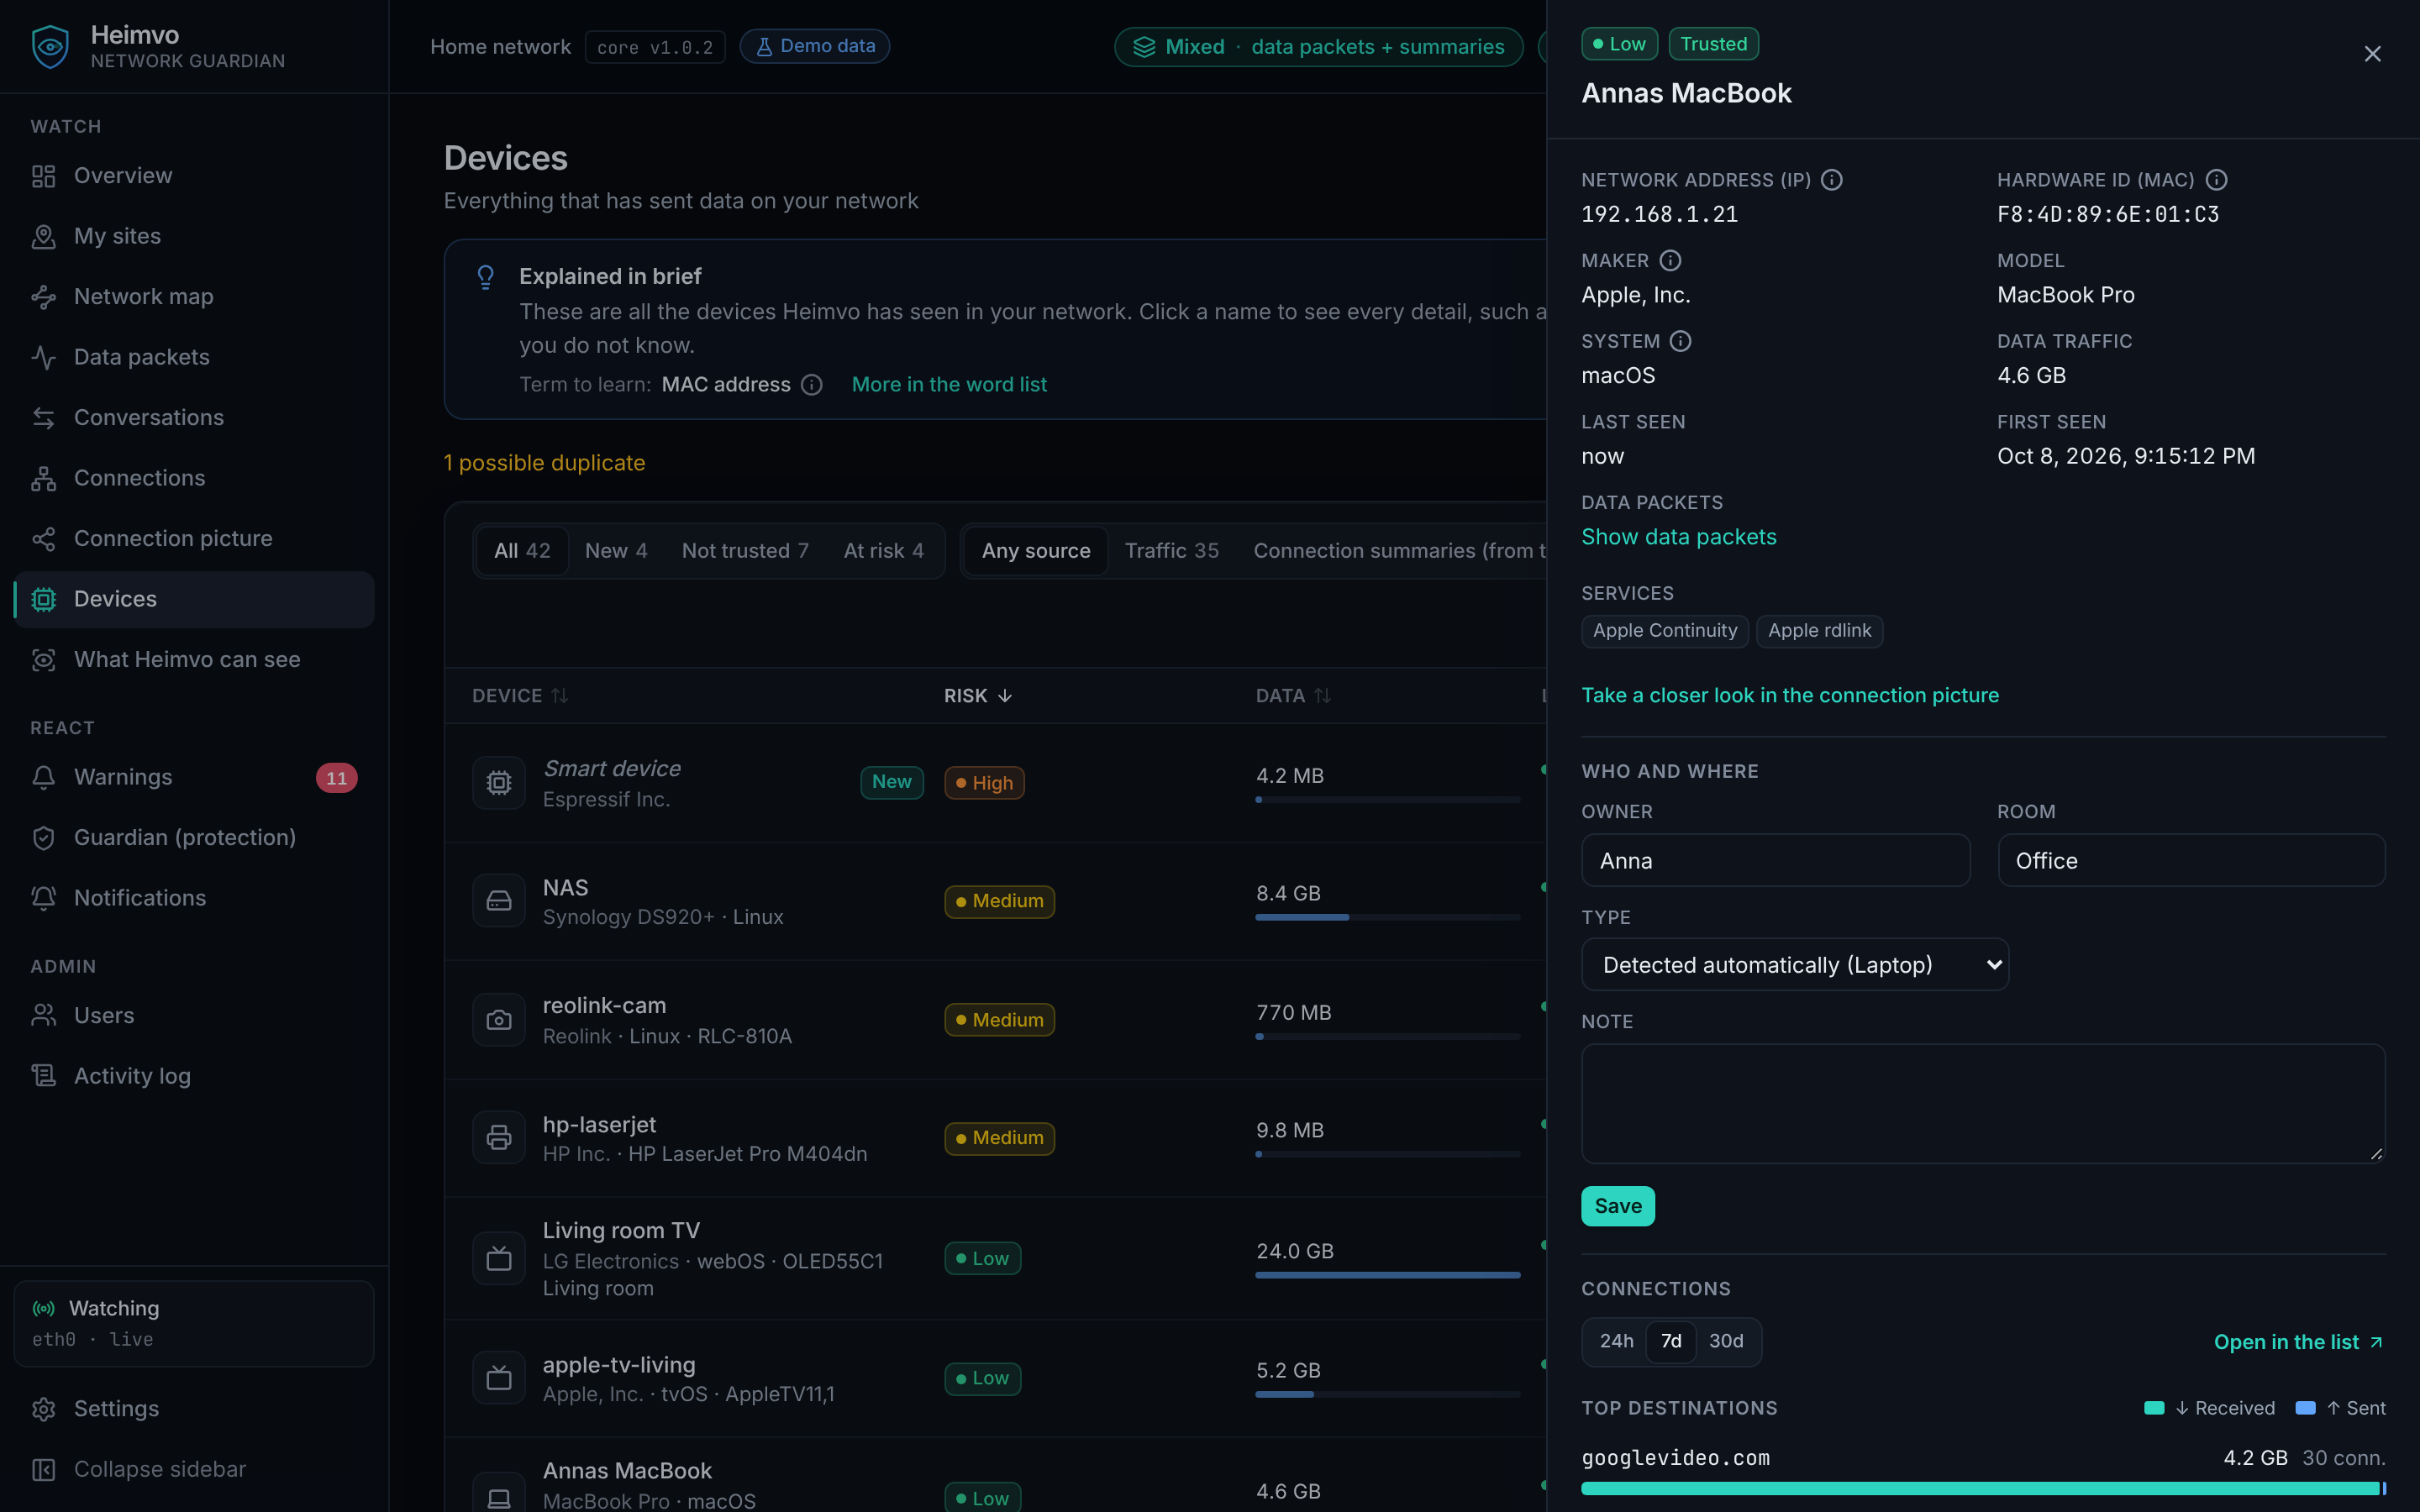 Heimvo
NETWORK GUARDIAN
WATCH
Overview
My sites
Network map
Data packets
Conversations
Connections
Connection picture
Devices
What Heimvo can see
REACT
Warnings 11
Guardian (protection)
Notifications
ADMIN
Users
Activity log
Watching
eth0 · live
Settings
Collapse sidebar
Home network core v1.0.2 Demo data Mixed · data packets + summaries
Devices
Everything that has sent data on your network
Explained in brief
These are all the devices Heimvo has seen in your network. Click a name to see every detail, such a
you do not know.
Term to learn: MAC address More in the word list
1 possible duplicate
All 42 New 4 Not trusted 7 At risk 4 Any source Traffic 35 Connection summaries (from t
DEVICE RISK DATA
Smart device
Espressif Inc.
New High 4.2 MB
NAS
Synology DS920+ · Linux
Medium 8.4 GB
reolink-cam
Reolink · Linux · RLC-810A
Medium 770 MB
hp-laserjet
HP Inc. · HP LaserJet Pro M404dn
Medium 9.8 MB
Living room TV
LG Electronics · webOS · OLED55C1
Living room
Low 24.0 GB
apple-tv-living
Apple, Inc. · tvOS · AppleTV11,1
Low 5.2 GB
Annas MacBook
MacBook Pro · macOS
Low 4.6 GB
Low Trusted
Annas MacBook
NETWORK ADDRESS (IP) HARDWARE ID (MAC)
192.168.1.21 F8:4D:89:6E:01:C3
MAKER MODEL
Apple, Inc. MacBook Pro
SYSTEM DATA TRAFFIC
macOS 4.6 GB
LAST SEEN FIRST SEEN
now Oct 8, 2026, 9:15:12 PM
DATA PACKETS
Show data packets
SERVICES
Apple Continuity Apple rdlink
Take a closer look in the connection picture
WHO AND WHERE
OWNER ROOM
Anna Office
TYPE
Detected automatically (Laptop)
NOTE
Save
CONNECTIONS
24h 7d 30d Open in the list
TOP DESTINATIONS ↓ Received ↑ Sent
googlevideo.com 4.2 GB 30 conn.